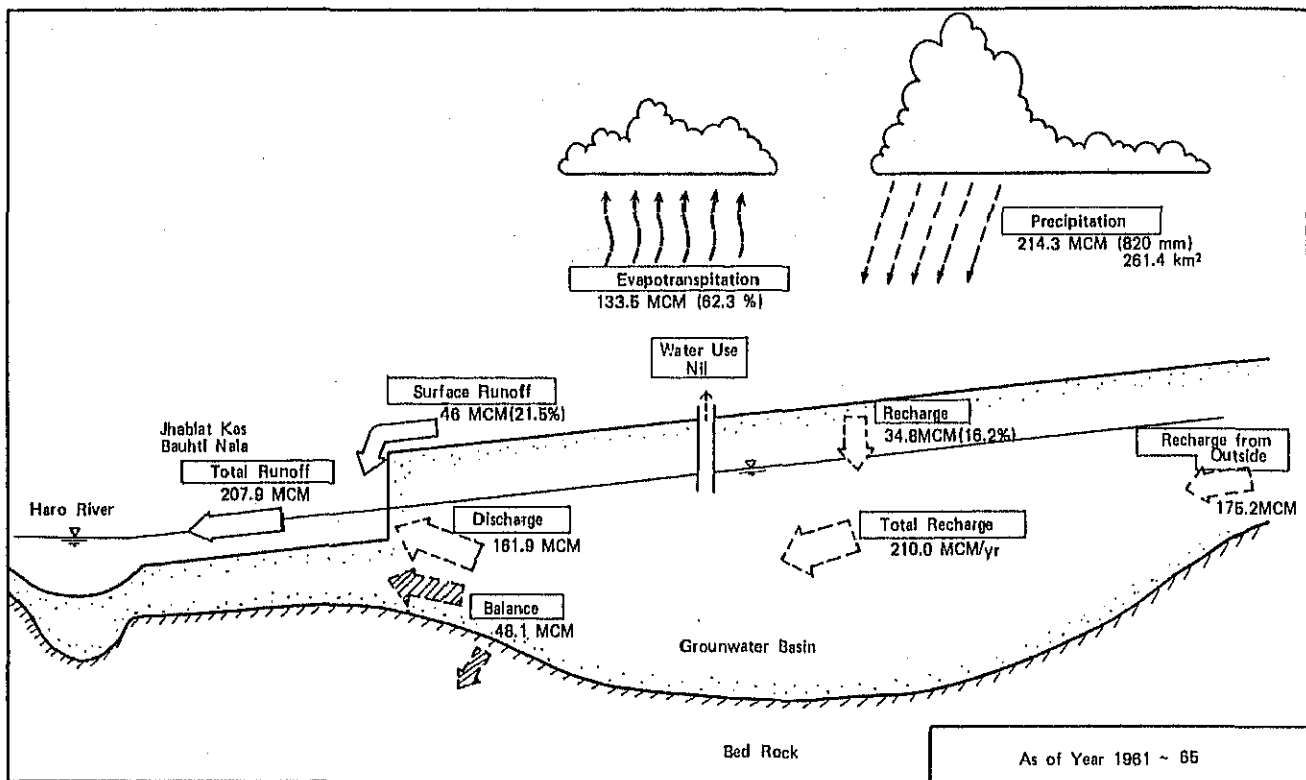 Precipitation
214.3 MCM (820 mm)
261.4 km²
Evapotranspitation
133.5 MCM (62.3 %)
Water Use
Nil
Surface Runoff
46 MCM(21.5%)
Recharge
34.8MCM(16.2%)
Jhablat Kas
Bauhti Nala
Recharge from
Outside
175.2MCM
Total Runoff
207.9 MCM
Haro River
Discharge
161.9 MCM
Total Recharge
210.0 MCM/yr
Balance
48.1 MCM
Grounwater Basin
Bed Rock
As of Year 1961 ~ 65